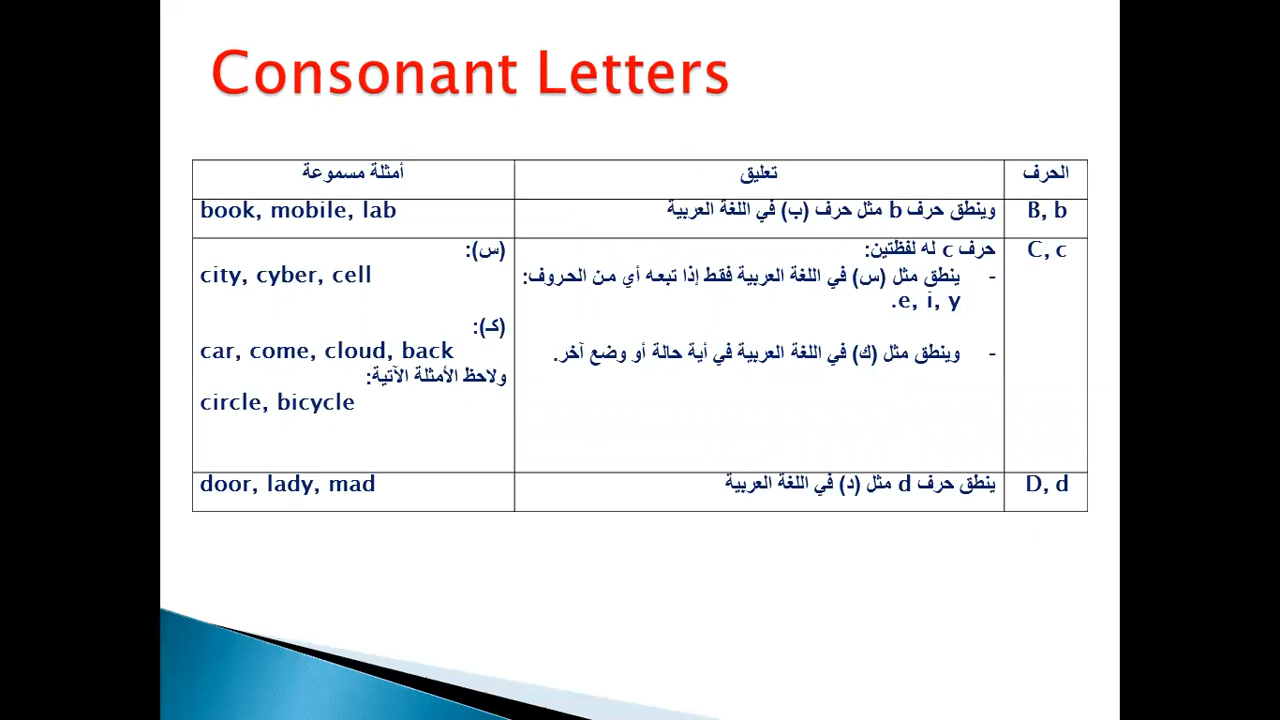 Consonant Letters
الحرف
تعليق
أمثلة مسموعة
B, b
وينطق حرف b مثل حرف (ب) في اللغة العربية
book, mobile, lab
C, c
حرف c له لفظتين:
- ينطق مثل (س) في اللغة العربية فقط إذا تبعه أي من الحروف:
e, i, y.
- وينطق مثل (ك) في اللغة العربية في أية حالة أو وضع آخر.
(س):
city, cyber, cell
(كـ):
car, come, cloud, back
ولاحظ الأمثلة الآتية:
circle, bicycle
D, d
ينطق حرف d مثل (د) في اللغة العربية
door, lady, mad